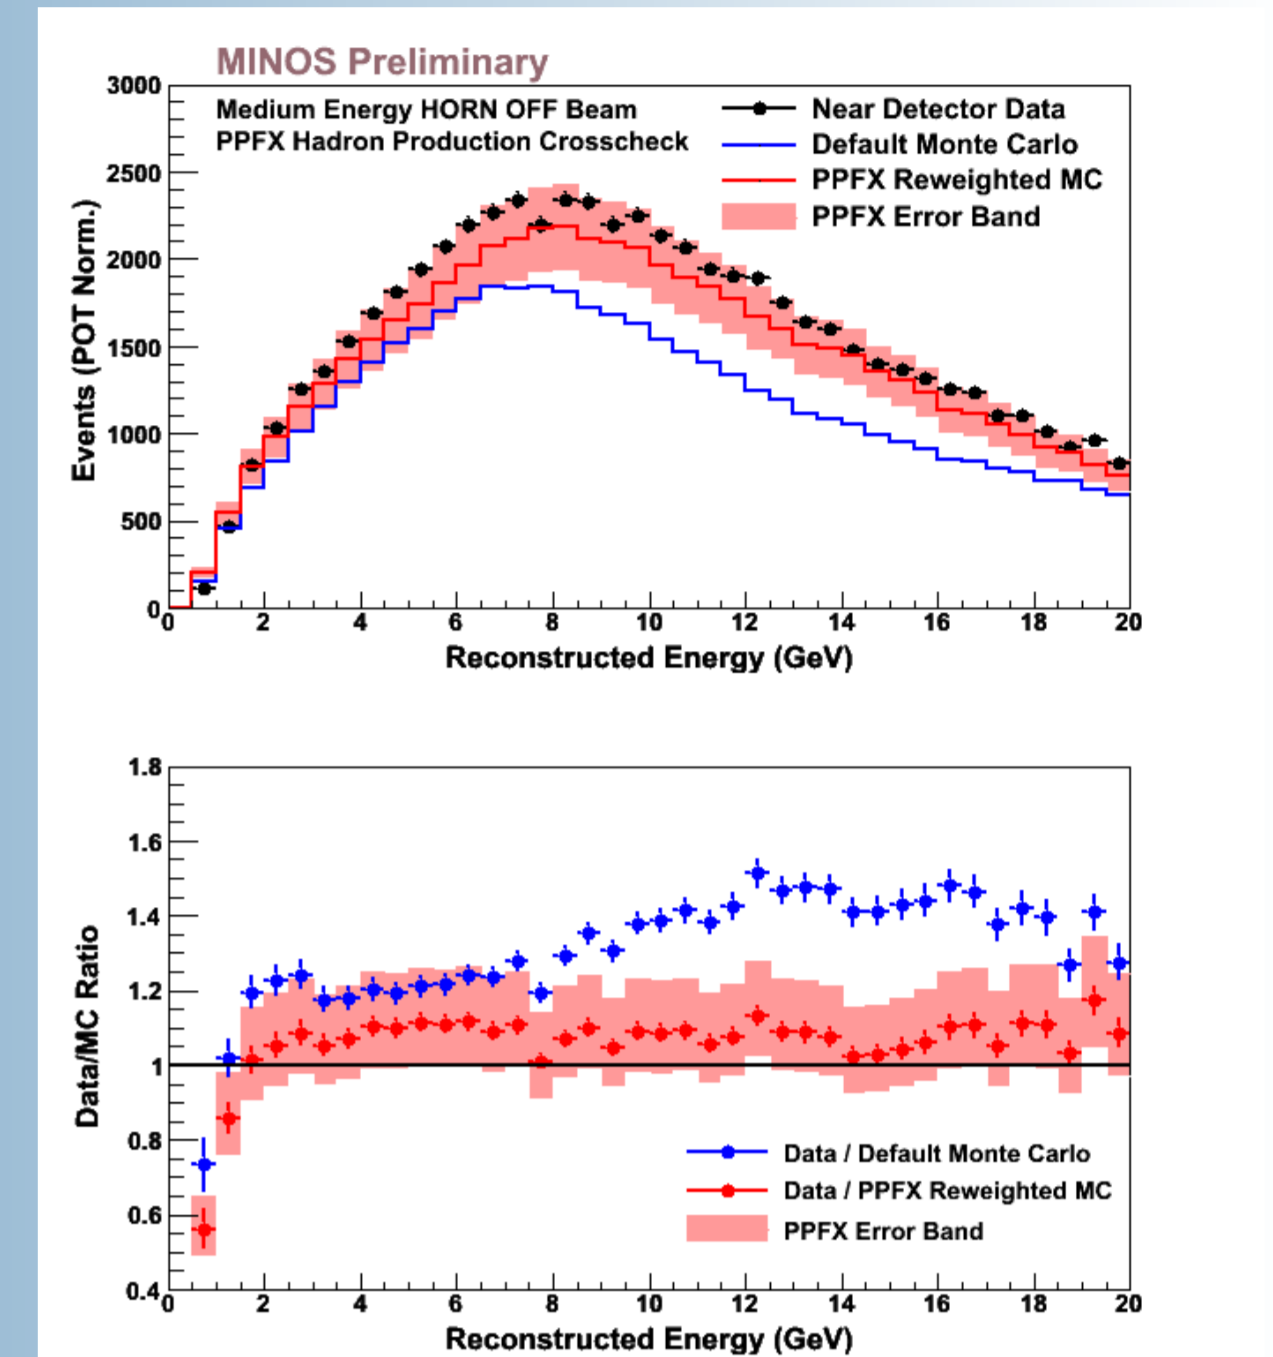 MINOS Preliminary
Medium Energy HORN OFF Beam
PPFX Hadron Production Crosscheck
Near Detector Data
Default Monte Carlo
PPFX Reweighted MC
PPFX Error Band
Events (POT Norm.)
3000
2500
2000
1500
1000
500
0
0 2 4 6 8 10 12 14 16 18 20
Reconstructed Energy (GeV)
Data/MC Ratio
1.8
1.6
1.4
1.2
1
0.8
0.6
0.4
Data / Default Monte Carlo
Data / PPFX Reweighted MC
PPFX Error Band
0 2 4 6 8 10 12 14 16 18 20
Reconstructed Energy (GeV)